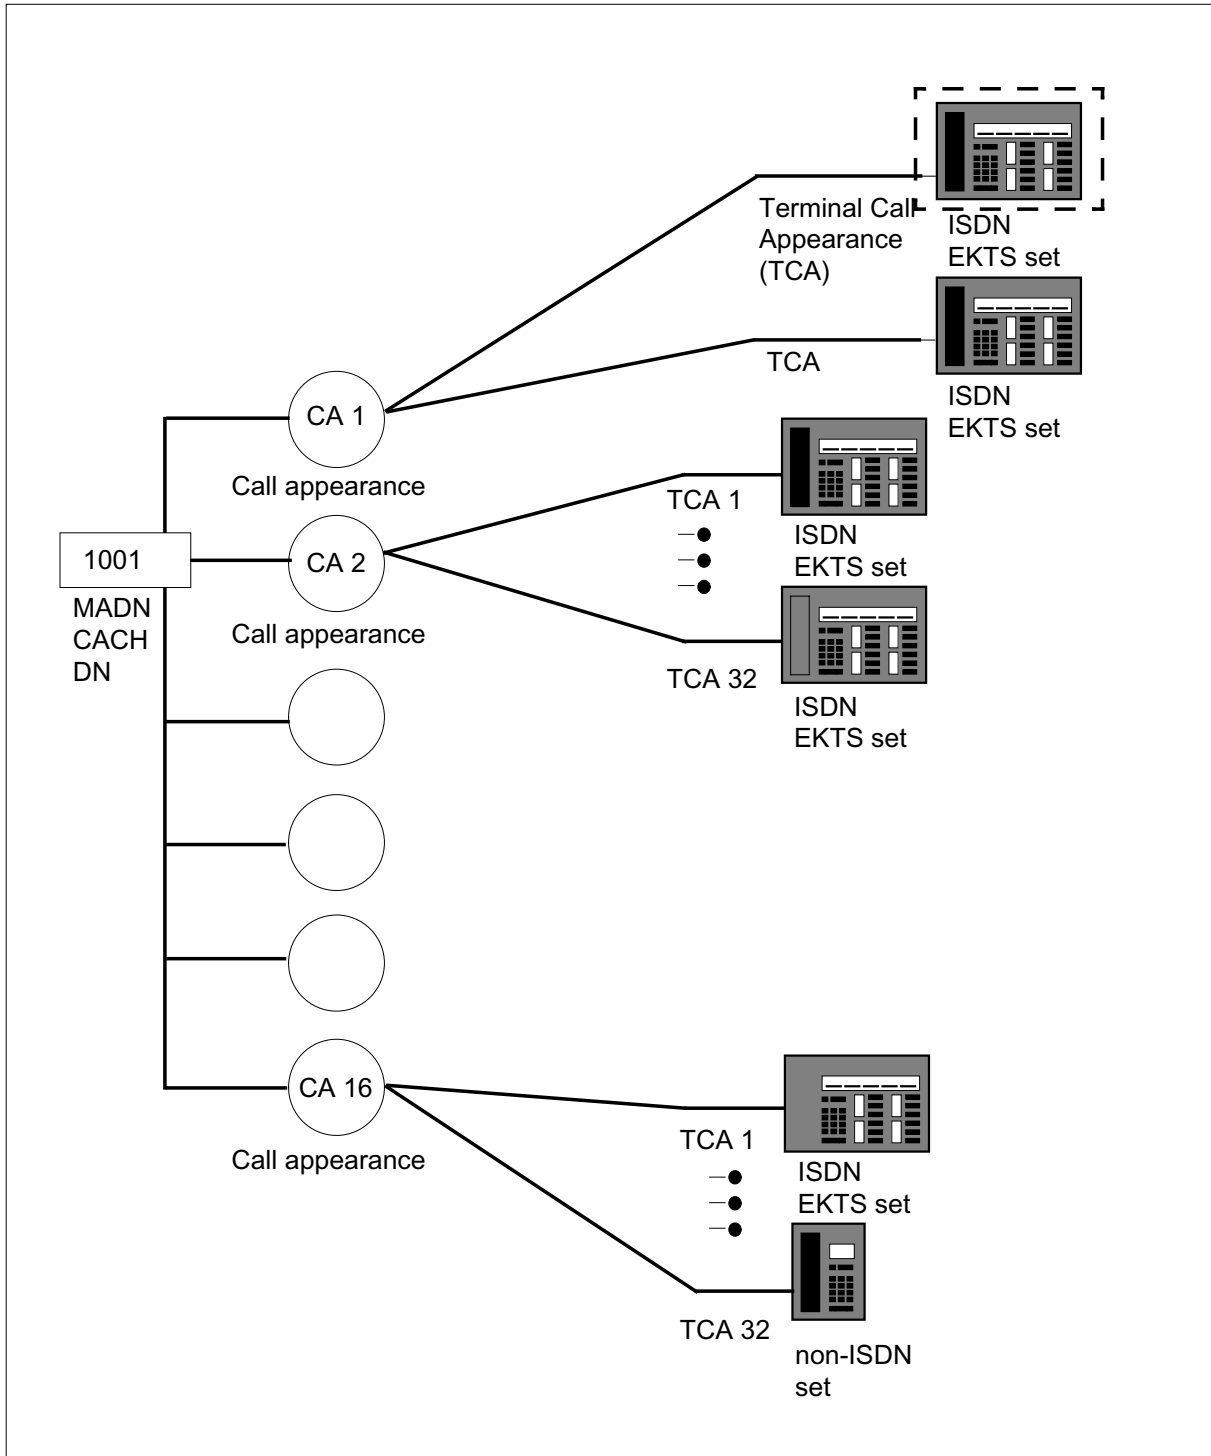 Terminal Call
Appearance
(TCA)
ISDN
EKTS set
TCA
ISDN
EKTS set
CA 1
Call appearance
TCA 1
ISDN
EKTS set
1001
MADN
CACH
DN
CA 2
Call appearance
TCA 32
ISDN
EKTS set
CA 16
Call appearance
TCA 1
ISDN
EKTS set
TCA 32
non-ISDN
set